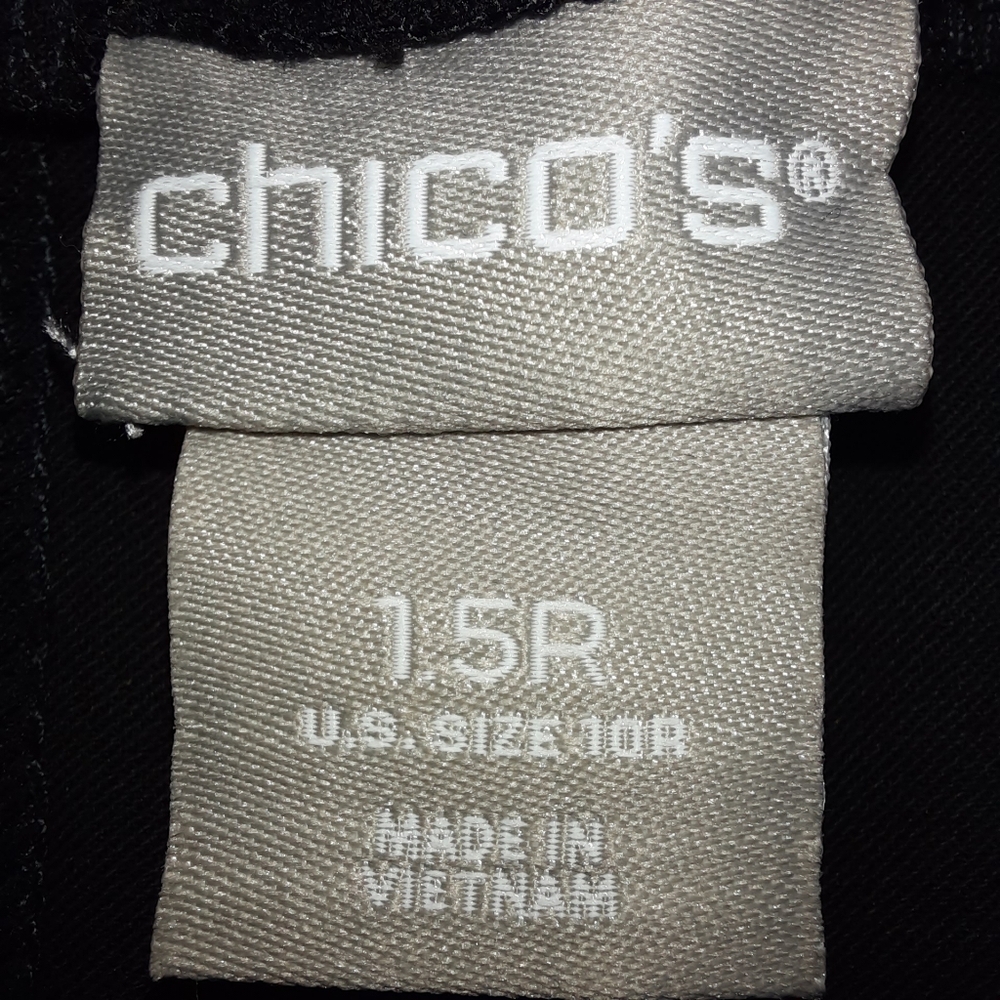 chico's®
1.5R
U.S. SIZE 10R
MADE IN
VIETNAM